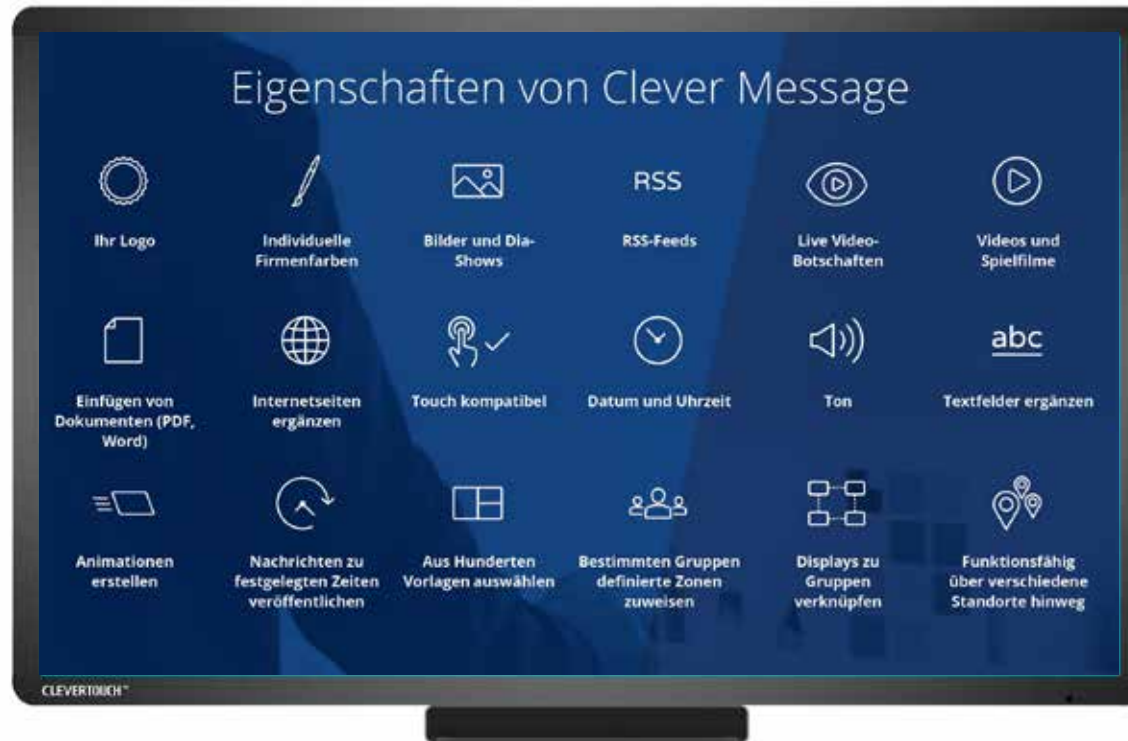 Eigenschaften von Clever Message
RSS
Ihr Logo
Individuelle
Firmenfarben
Bilder und Dia-
Shows
RSS-Feeds
Live Video-
Botschaften
Videos und
Spielfilme
abc
Einfügen von
Dokumenten (PDF,
Word)
Internetseiten
ergänzen
Touch kompatibel
Datum und Uhrzeit
Ton
Textfelder ergänzen
Animationen
erstellen
Nachrichten zu
festgelegten Zeiten
veröffentlichen
Aus Hunderten
Vorlagen auswählen
Bestimmten Gruppen
definierte Zonen
zuweisen
Displays zu
Gruppen
verknüpfen
Funktionsfähig
über verschiedene
Standorte hinweg
CLEVERTOUCH™